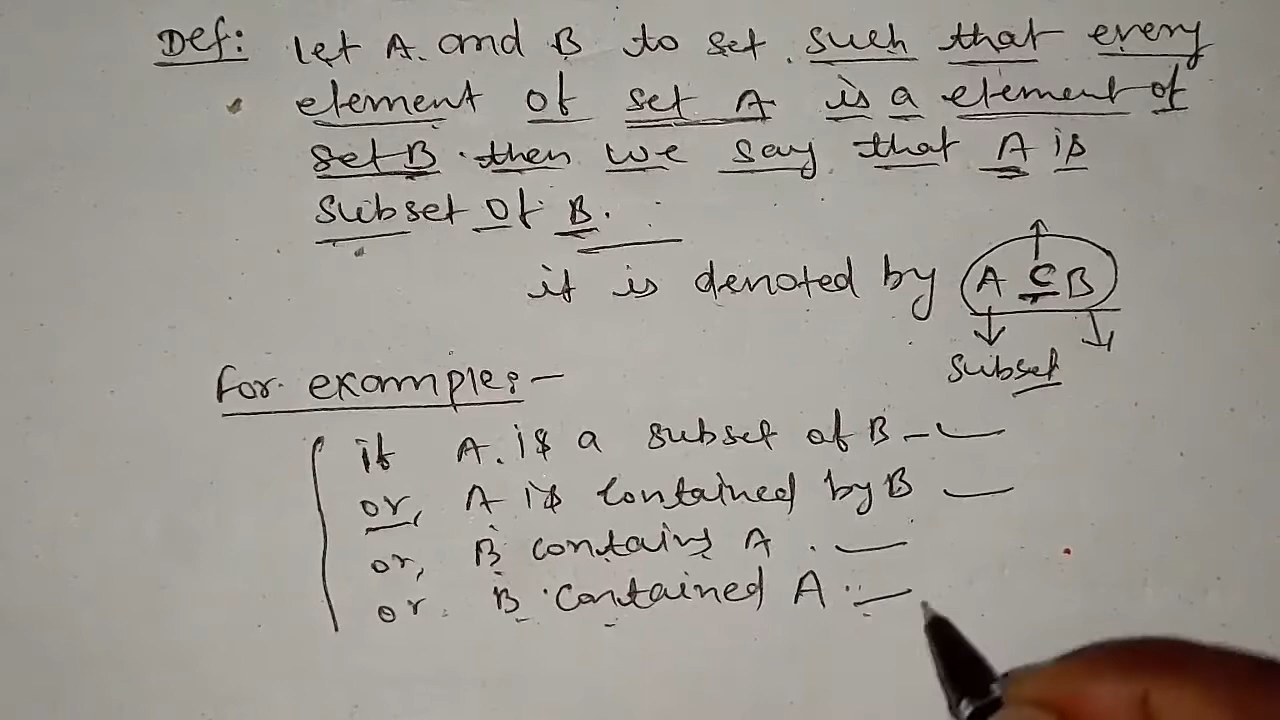 Def: Let A and B to set such that every
element of set A is a element of
set B then we say that A is
subset of B.
it is denoted by A ⊆ B
subset
For example:-
if A is a subset of B -
or, A is contained by B
or, B contains A.
or. B contained A.